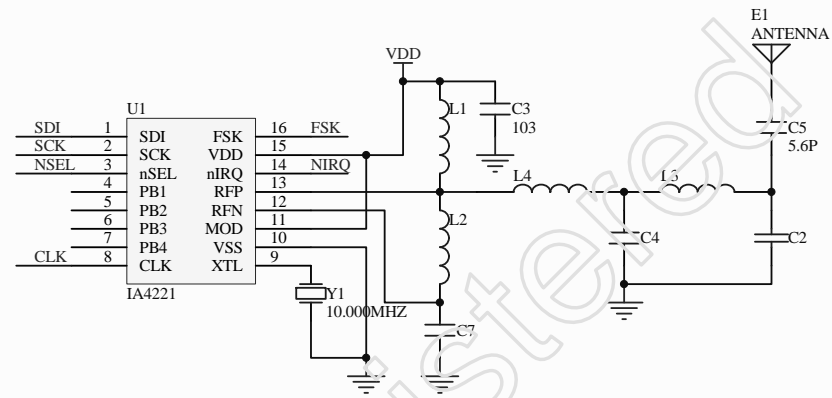 E1
ANTENNA
VDD
C5
5.6P
U1
L1
C3
103
SDI 1 SDI FSK 16 FSK
SCK 2 SCK VDD 15
NSEL 3 nSEL nIRQ 14 NIRQ
4 PB1 RFP 13
L4
L3
5 PB2 RFN 12
L2
6 PB3 MOD 11
7 PB4 VSS 10
C4
C2
CLK 8 CLK XTL 9
IA4221
Y1
10.000MHZ
C7
istered